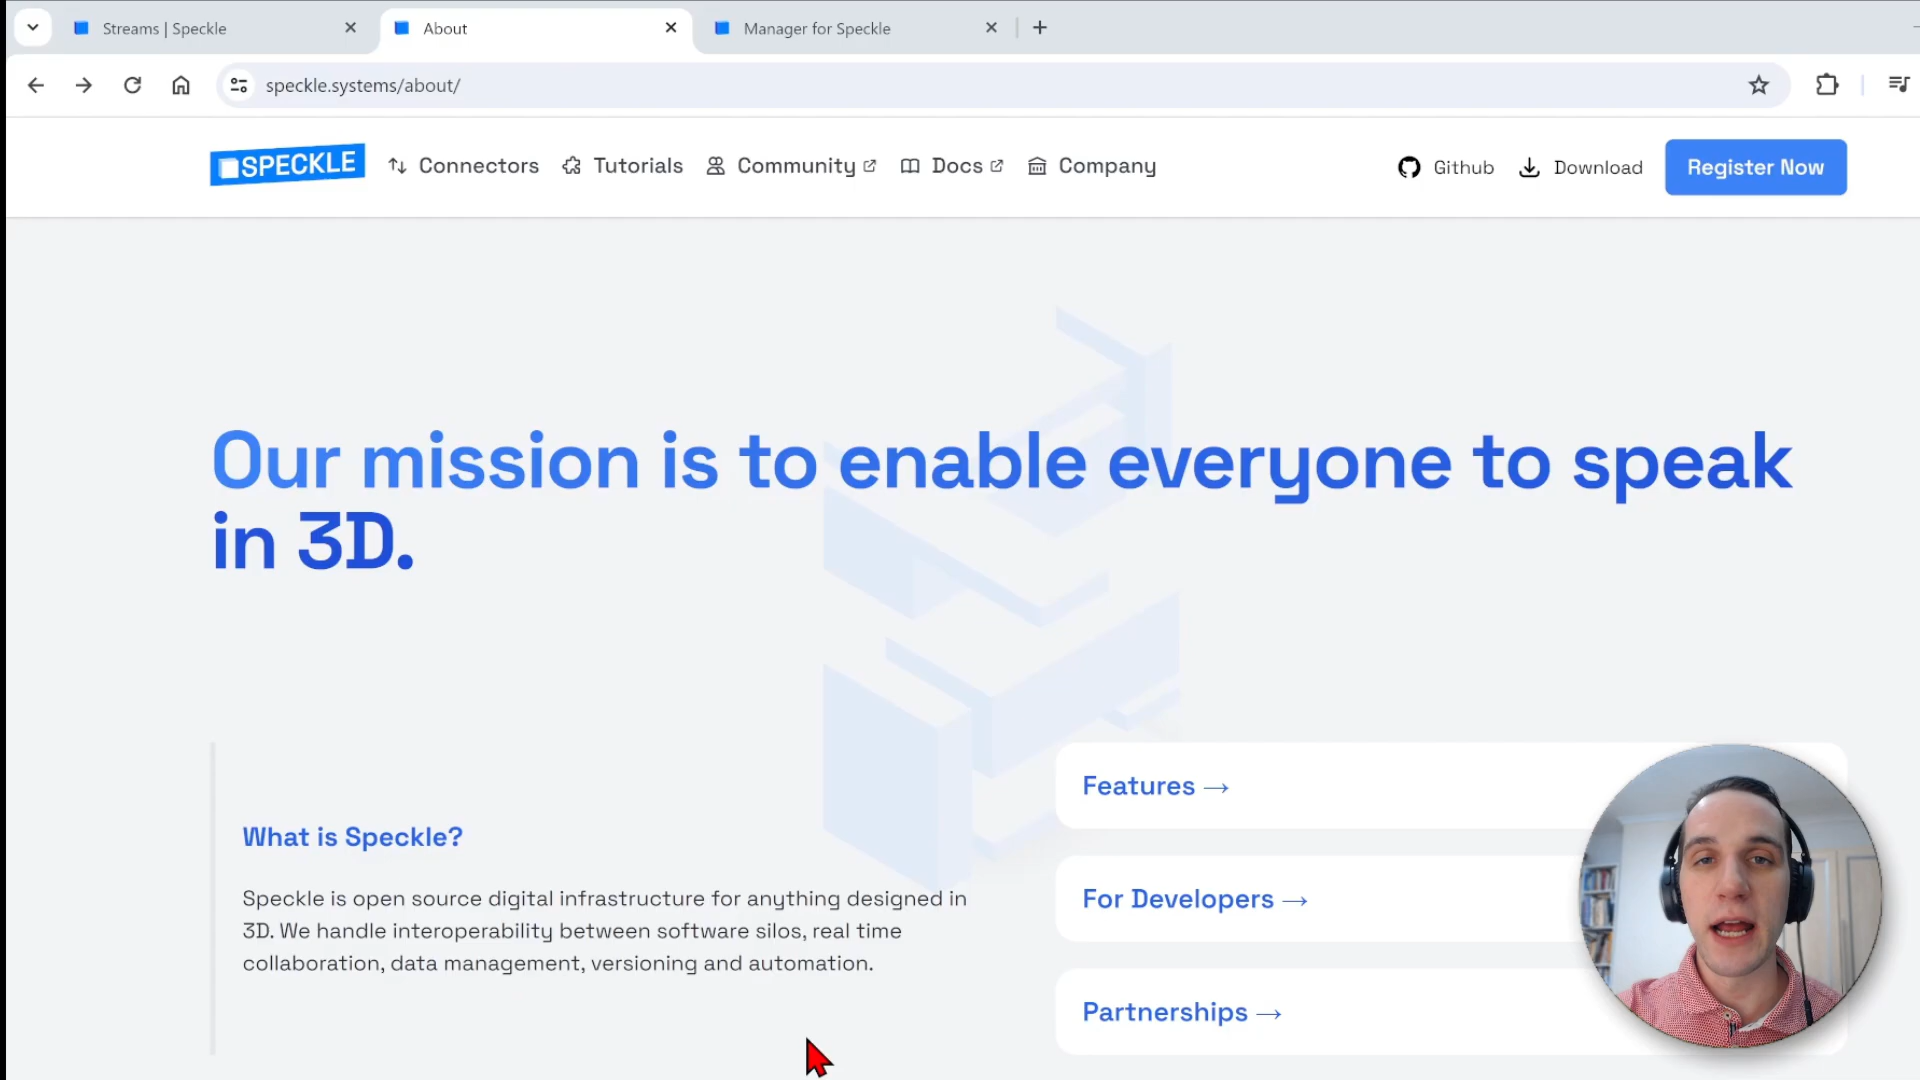 Streams | Speckle
About
Manager for Speckle
speckle.systems/about/
SPECKLE
Connectors
Tutorials
Community
Docs
Company
Github
Download
Register Now
Our mission is to enable everyone to speak
in 3D.
What is Speckle?
Speckle is open source digital infrastructure for anything designed in
3D. We handle interoperability between software silos, real time
collaboration, data management, versioning and automation.
Features →
For Developers →
Partnerships →